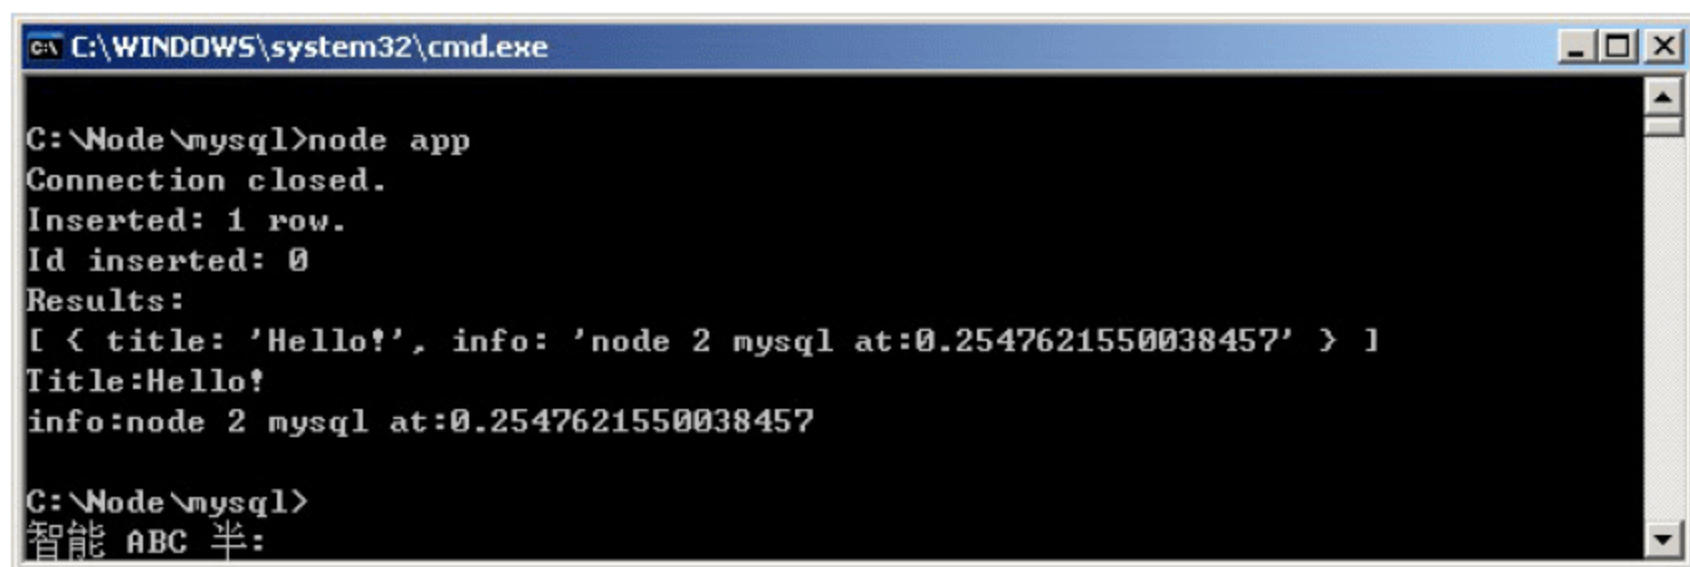 C:\WINDOWS\system32\cmd.exe
C:\Node\mysql>node app
Connection closed.
Inserted: 1 row.
Id inserted: 0
Results:
[ { title: 'Hello!', info: 'node 2 mysql at:0.2547621550038457' } ]
Title:Hello!
info:node 2 mysql at:0.2547621550038457
C:\Node\mysql>
智能 ABC 半: